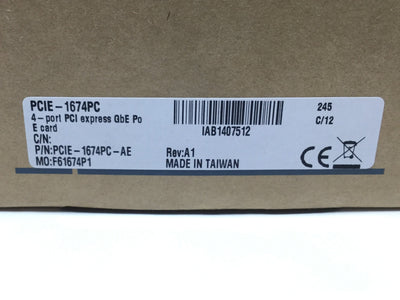 PCIE-1674PC
4-port PCI express GbE Po
E card
C/N:
P/N:PCIE-1674PC-AE
MO:F61674P1
IAB1407512
Rev:A1
MADE IN TAIWAN
245
C/12
CE